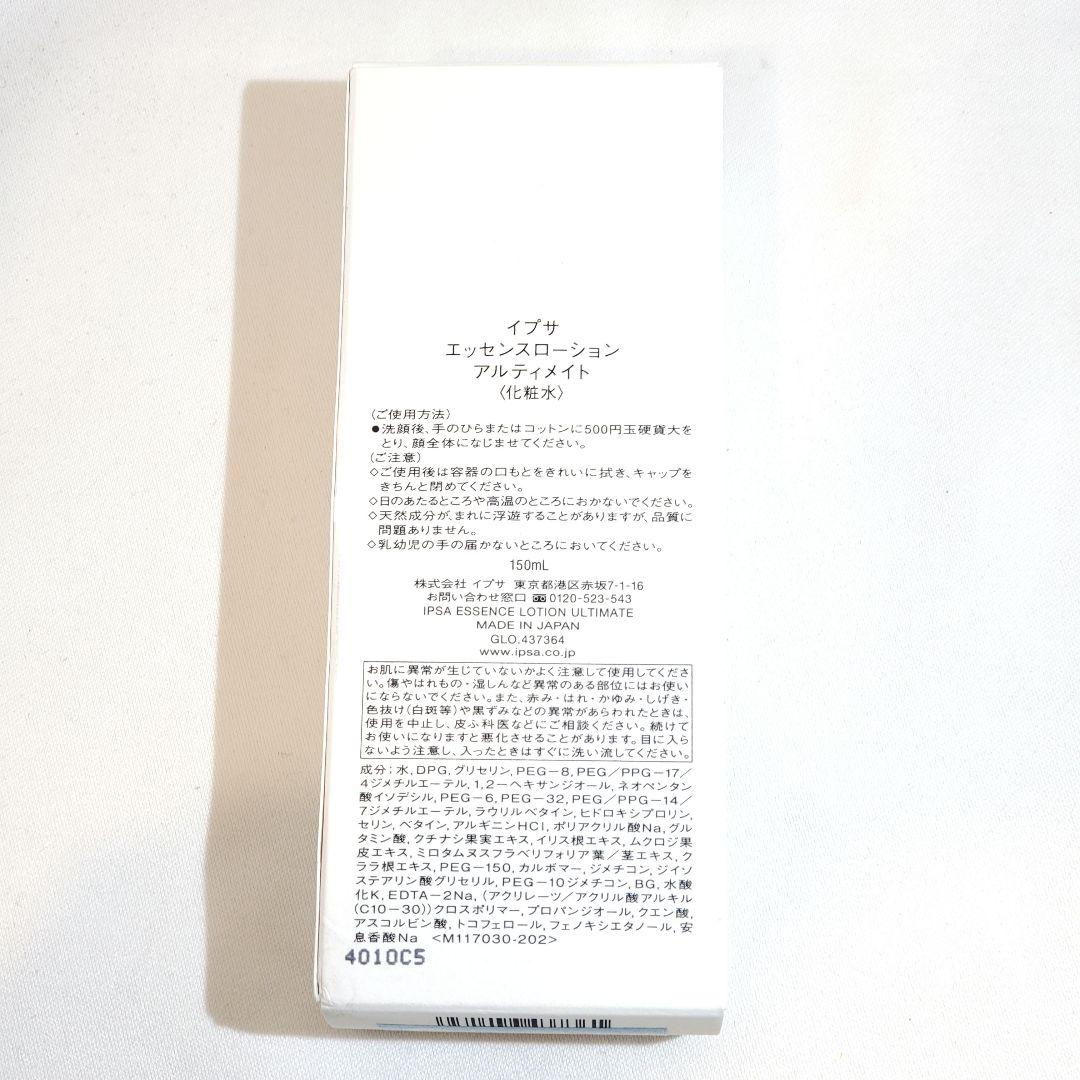 イプサ
エッセンスローション
アルティメイト
〈化粧水〉
〈ご使用方法〉
●洗顔後、手のひらまたはコットンに500円玉硬貨大を
とり、顔全体になじませてください。
〈ご注意〉
◇ご使用後は容器の口もとをきれいに拭き、キャップを
きちんと閉めてください。
◇日のあたるところや高温のところにおかないでください。
◇天然成分が、まれに浮遊することがありますが、品質に
問題ありません。
◇乳幼児の手の届かないところにおいてください。
150mL
株式会社 イプサ 東京都港区赤坂7-1-16
お問い合わせ窓口 0120-523-543
IPSA ESSENCE LOTION ULTIMATE
MADE IN JAPAN
GLO.437364
www.ipsa.co.jp
お肌に異常が生じていないかよく注意して使用してくださ
い。傷やはれもの・湿しんなど異常のある部位にはお使い
にならないでください。また、赤み・はれ・かゆみ・しげき・
色抜け(白斑等)や黒ずみなどの異常があらわれたときは、
使用を中止し、皮ふ科医などにご相談ください。続けて
お使いになりますと悪化させることがあります。目に入ら
ないよう注意し、入ったときはすぐに洗い流してください。
成分:水,DPG,グリセリン,PEG-8,PEG/PPG-17/
4ジメチルエーテル,1,2-ヘキサンジオール,ネオペンタン
酸イソデシル,PEG-6,PEG-32,PEG/PPG-14/
7ジメチルエーテル,ラウリルベタイン,ヒドロキシプロリン,
セリン,ベタイン,アルギニンHCl,ポリアクリル酸Na,グル
タミン酸,クチナシ果実エキス,イリス根エキス,ムクロジ果
皮エキス,ミロタムヌスフラベリフォリア葉/茎エキス,ク
ララ根エキス,PEG-150,カルボマー,ジメチコン,ジイソ
ステアリン酸グリセリル,PEG-10ジメチコン,BG,水酸
化K,EDTA-2Na,(アクリレーツ/アクリル酸アルキル
(C10-30))クロスポリマー,プロパンジオール,クエン酸,
アスコルビン酸,トコフェロール,フェノキシエタノール,安
息香酸Na <M117030-202>
4010C5